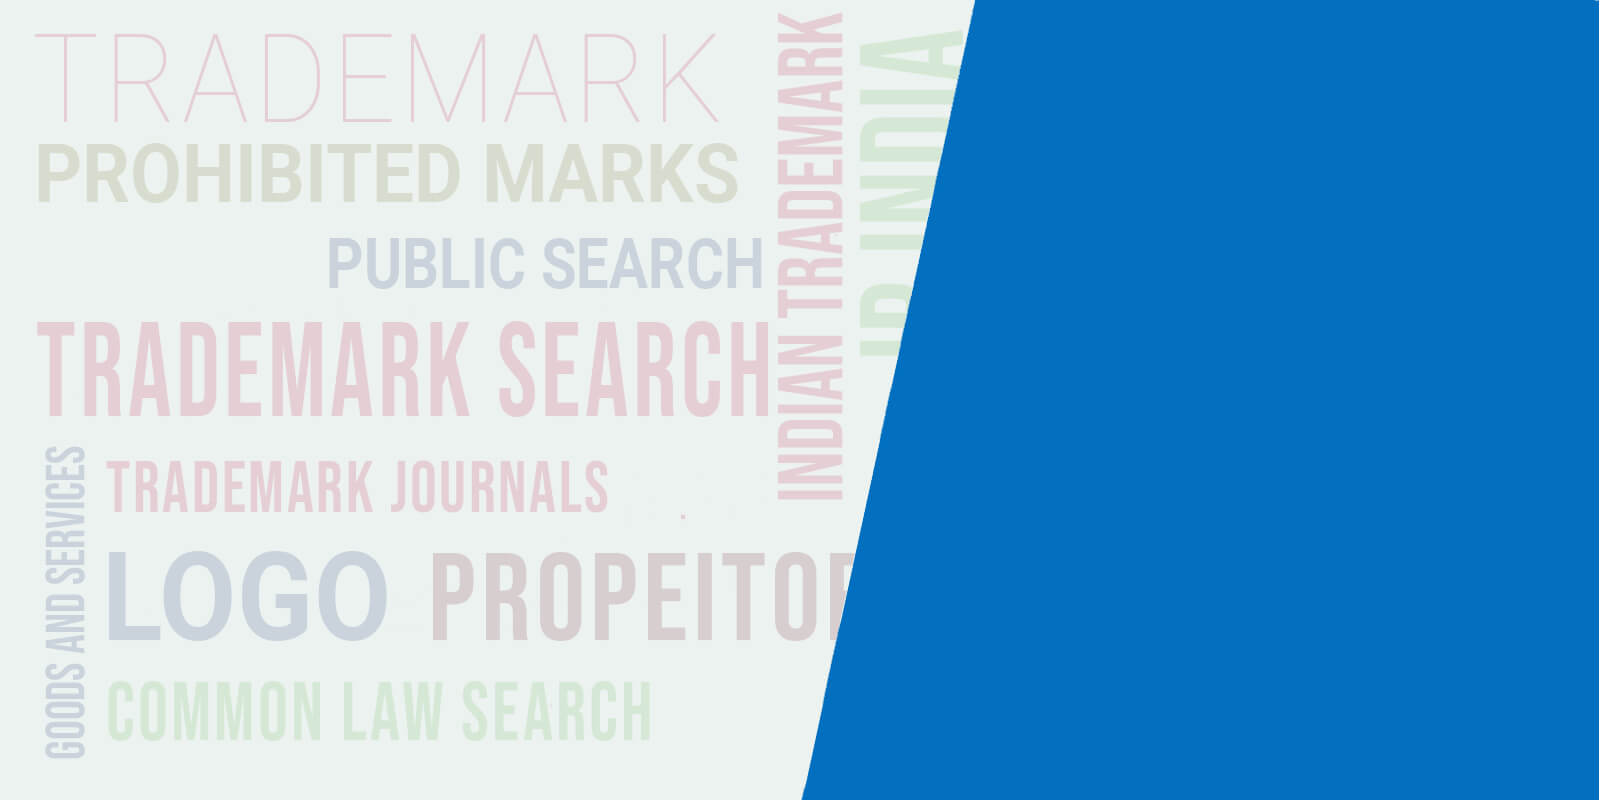 TRADEMARK
PROHIBITED MARKS
PUBLIC SEARCH
TRADEMARK SEARCH
INDIAN TRADEMARK
IP INDIA
GOODS AND SERVICES
TRADEMARK JOURNALS
LOGO PROPEITOR
COMMON LAW SEARCH